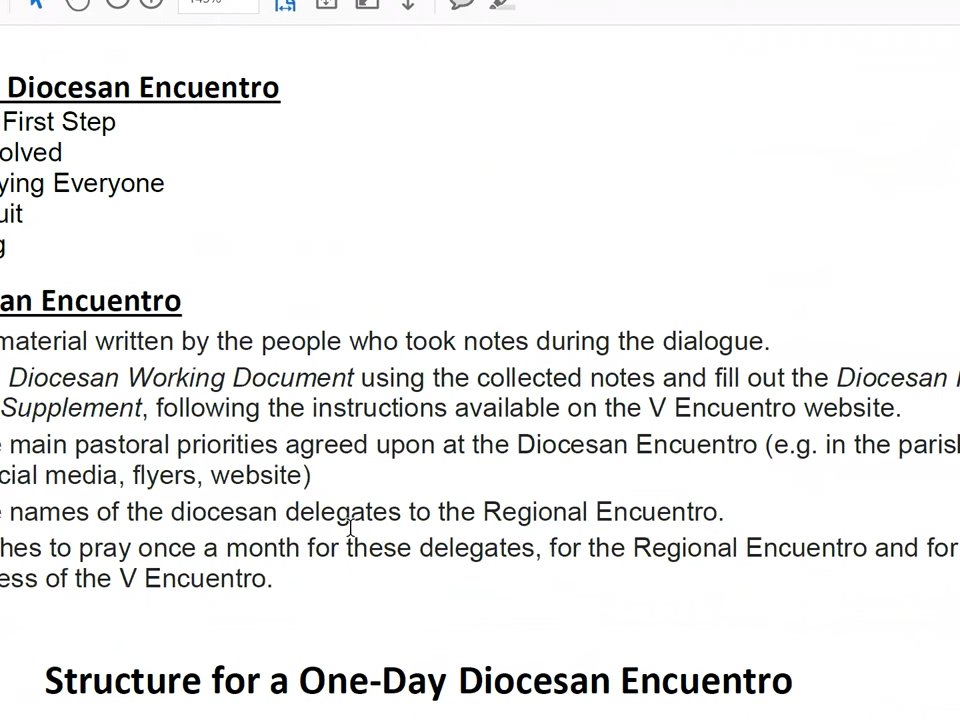 Diocesan Encuentro
First Step
olved
ying Everyone
uit
g
an Encuentro
material written by the people who took notes during the dialogue.
Diocesan Working Document using the collected notes and fill out the Diocesan
Supplement, following the instructions available on the V Encuentro website.
e main pastoral priorities agreed upon at the Diocesan Encuentro (e.g. in the parish
cial media, flyers, website)
e names of the diocesan delegates to the Regional Encuentro.
hes to pray once a month for these delegates, for the Regional Encuentro and for
ess of the V Encuentro.
Structure for a One-Day Diocesan Encuentro